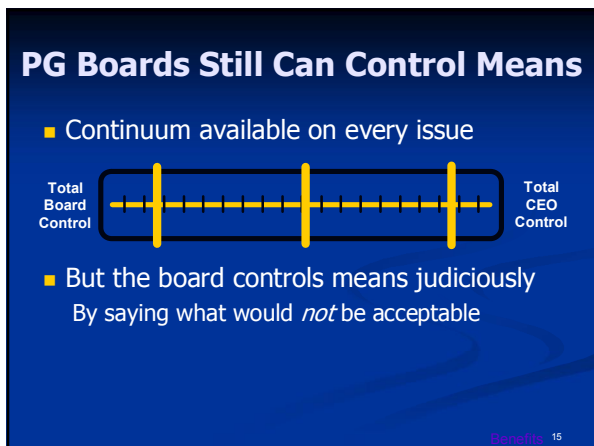 PG Boards Still Can Control Means
Continuum available on every issue
Total
Board
Control
Total
CEO
Control
But the board controls means judiciously
By saying what would not be acceptable
Benefits 15